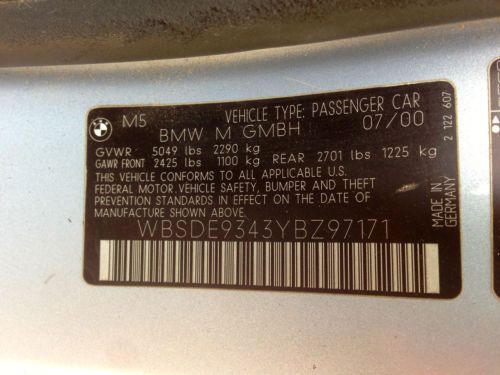 BMW
M5 VEHICLE TYPE: PASSENGER CAR
BMW M GMBH 07/00
GVWR 5049 lbs 2290 kg
GAWR FRONT 2425 lbs 1100 kg REAR 2701 lbs 1225 kg
THIS VEHICLE CONFORMS TO ALL APPLICABLE U.S.
FEDERAL MOTOR VEHICLE SAFETY, BUMPER AND THEFT
PREVENTION STANDARDS IN EFFECT ON THE DATE OF
MANUFACTURE SHOWN ABOVE.
WBSDE9343YBZ97171
2 122 607
MADE IN
GERMANY